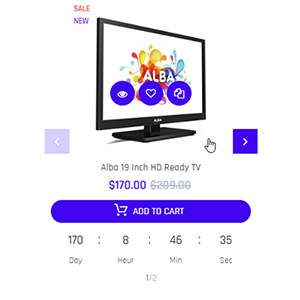 SALE
NEW
ALBA
ALBA
Alba 19 Inch HD Ready TV
$170.00 $209.00
ADD TO CART
170 : 8 : 46 : 35
Day Hour Min Sec
1/2